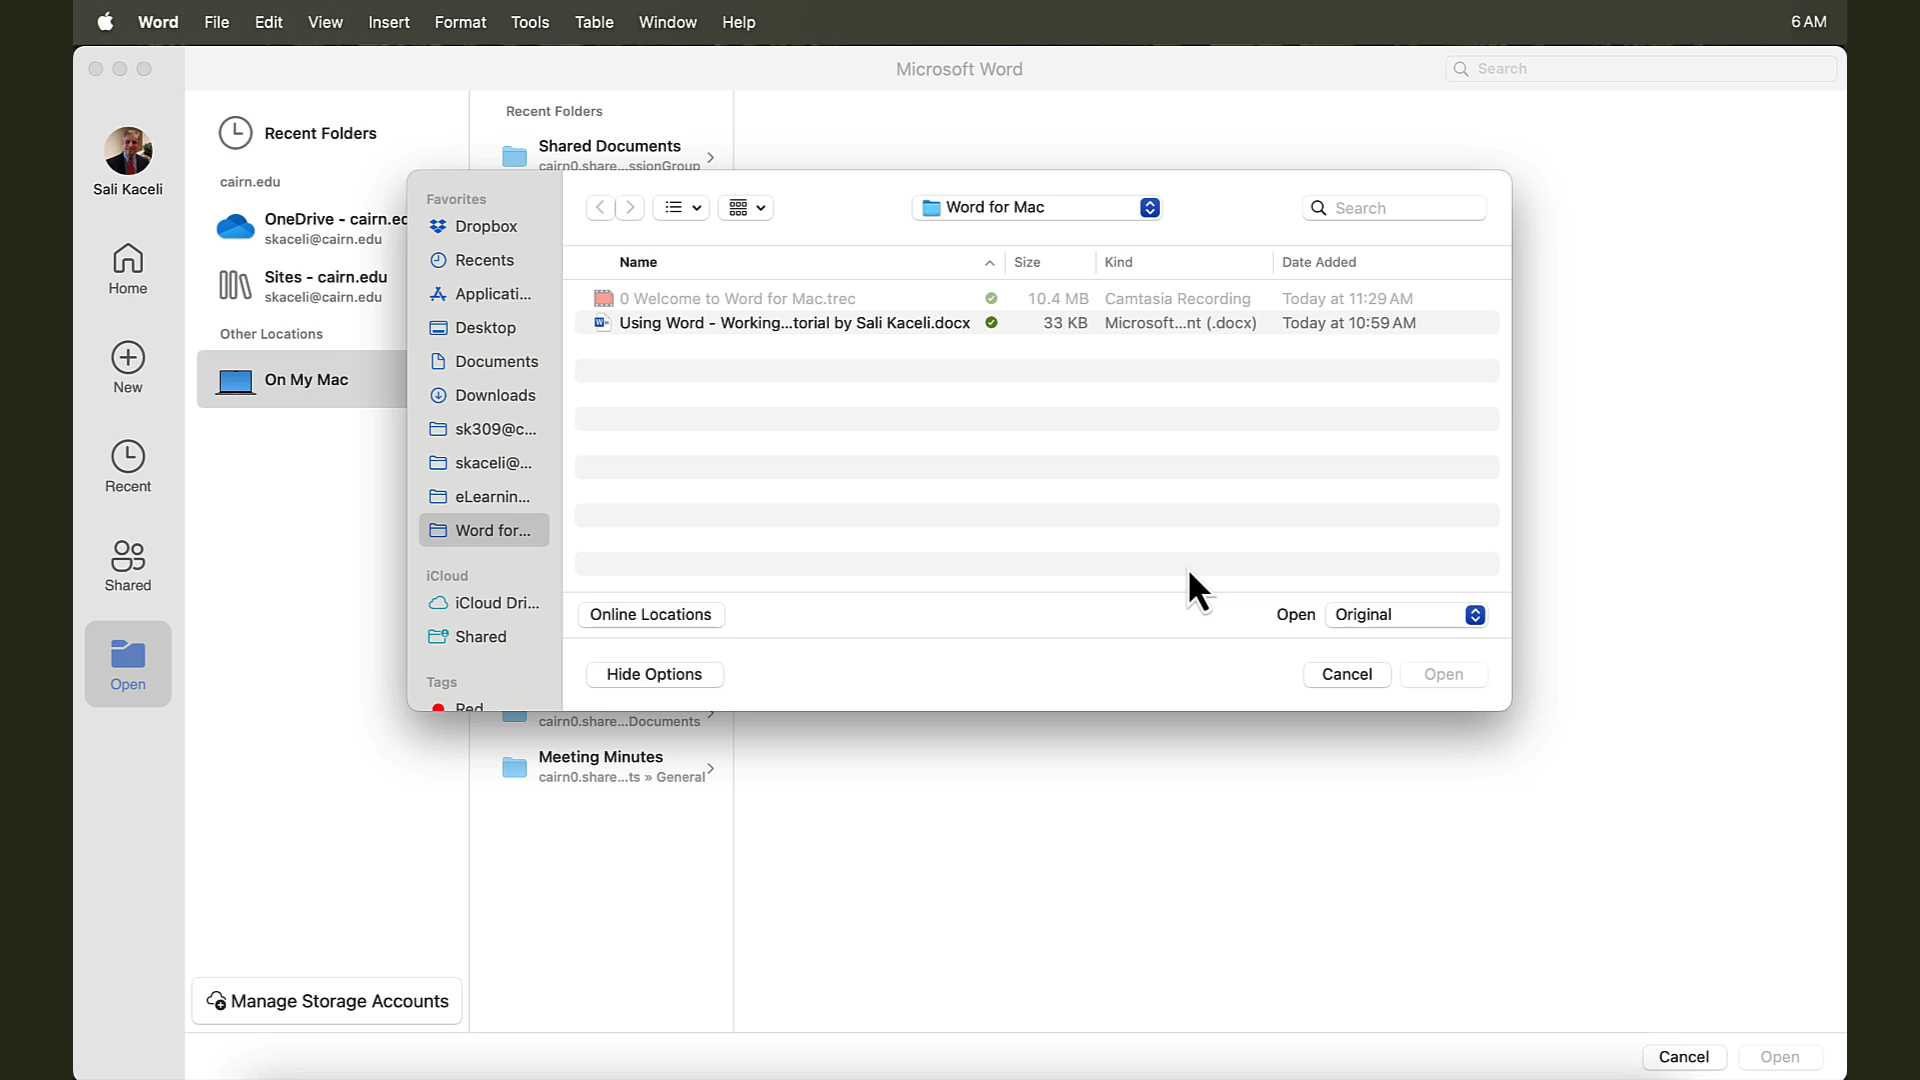 Word File Edit View Insert Format Tools Table Window Help 6 AM
Microsoft Word
Search
Sali Kaceli
Home
New
Recent
Shared
Open
Recent Folders
cairn.edu
OneDrive - cairn.ed
skaceli@cairn.edu
Sites - cairn.edu
skaceli@cairn.edu
Other Locations
On My Mac
Manage Storage Accounts
Recent Folders
Shared Documents
cairn0.share...ssionGroup
Favorites
Dropbox
Recents
Applicati...
Desktop
Documents
Downloads
sk309@c...
skaceli@...
eLearnin...
Word for...
iCloud
iCloud Dri...
Shared
Tags
Red
Word for Mac
Search
Name Size Kind Date Added
0 Welcome to Word for Mac.trec 10.4 MB Camtasia Recording Today at 11:29 AM
Using Word - Working...torial by Sali Kaceli.docx 33 KB Microsoft...nt (.docx) Today at 10:59 AM
Online Locations
Open Original
Hide Options
Cancel Open
cairn0.share...Documents
Meeting Minutes
cairn0.share...ts » General
Cancel Open